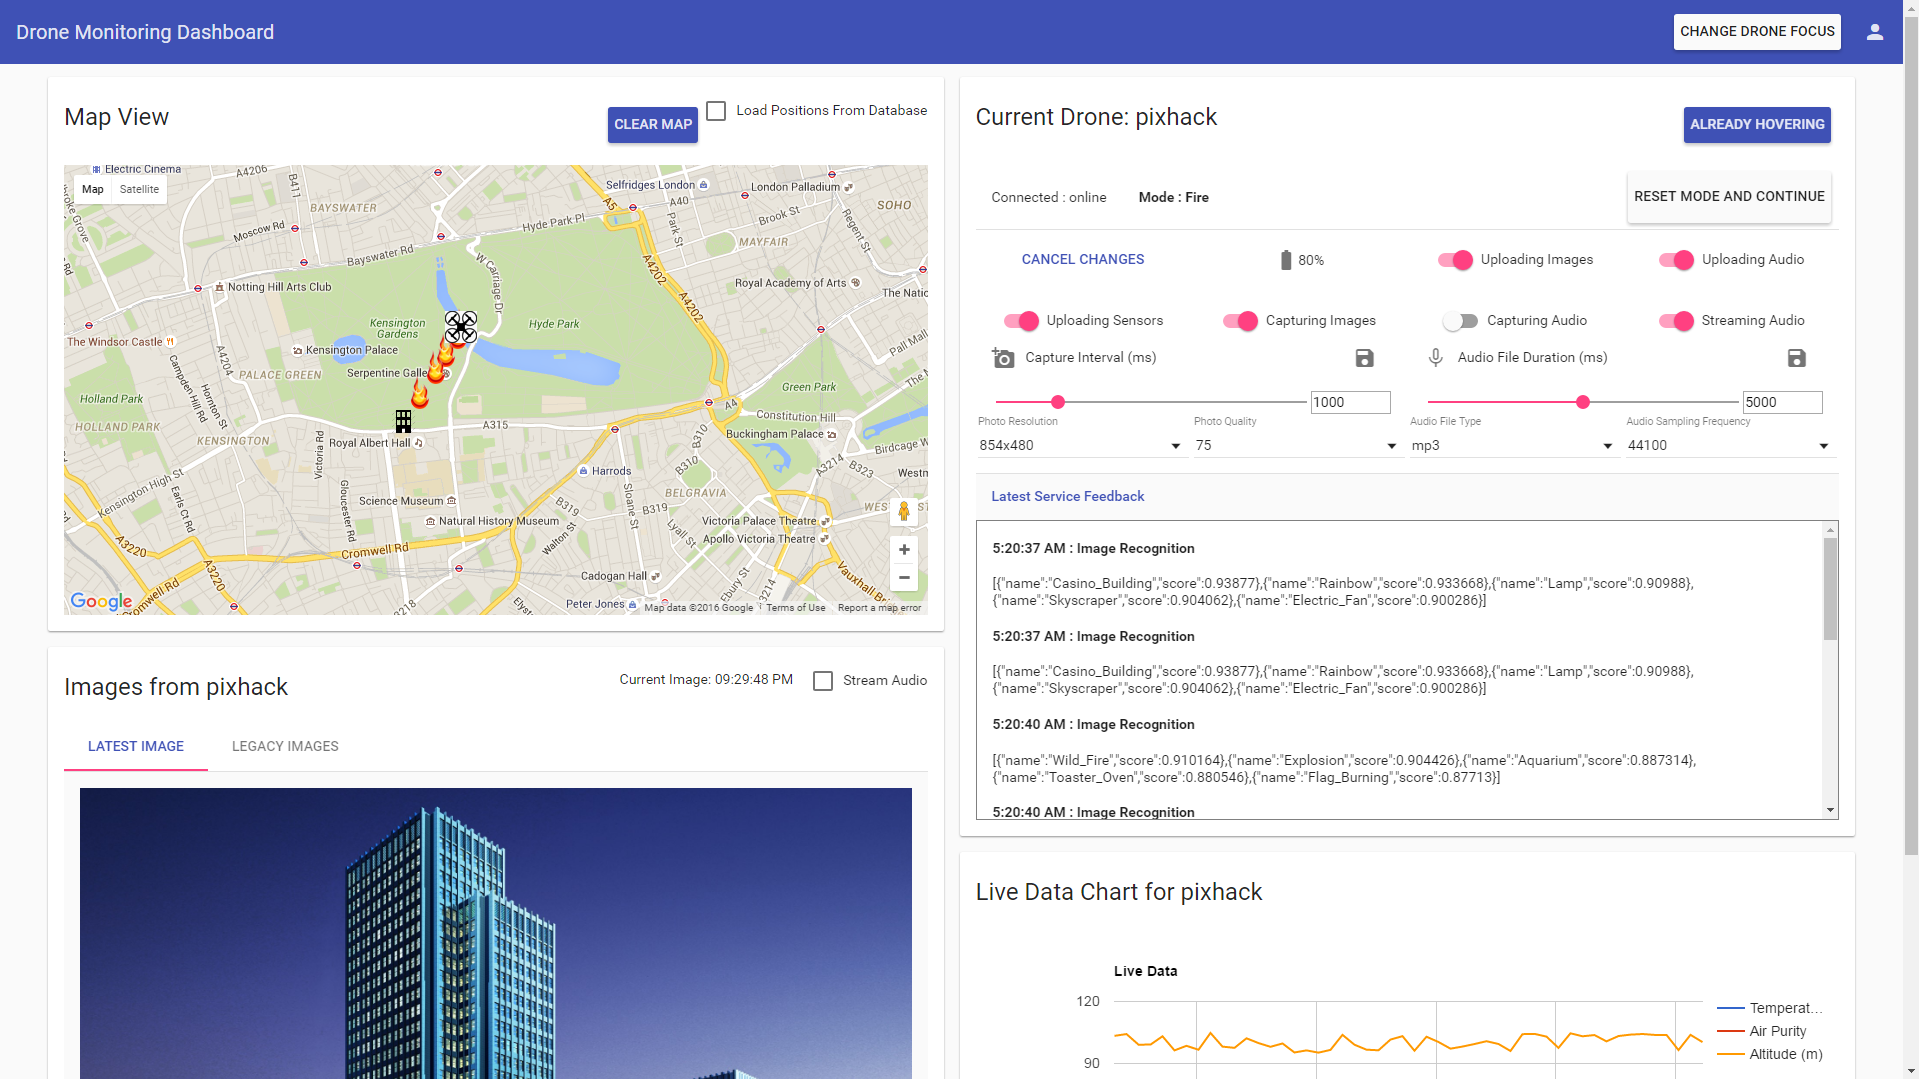 Drone Monitoring Dashboard
CHANGE DRONE FOCUS
Map View
CLEAR MAP
Load Positions From Database
Electric Cinema
Map
Satellite
A4206
B411
BAYSWATER
Moscow Rd
Bayswater Rd
Hyde Park Pl
W Carriage Dr
Selfridges London
London Palladium
A5
A40
Park St
Brook St
Regent St
SOHO
MAYFAIR
A4202
A4202
Royal Academy of Arts
The Natio
Pall Mall
Notting Hill Arts Club
Kensington Gardens
Hyde Park
The Windsor Castle
Kensington Palace
A4204
PALACE GREEN
Campden Hill Rd
Hornton St
Serpentine Galle
Holland Park
HOLLAND PARK
KENSINGTON
Royal Albert Hall
A315
Victoria Rd
Green Park
A4
Constitution Hill
Buckingham Palace
Birdcage W
B310
A3214
B323
Westm
Kensington High St
Earls Ct Rd
Gloucester Rd
Harrods
Sloane St
B319
B310
B319
BELGRAVIA
Lyall St
Science Museum
Natural History Museum
Walton St
Victoria Palace Theatre
Apollo Victoria Theatre
A3220
A3220
Cromwell Rd
Cromwell Rd
A3218
Cadogan Hall
Peter Jones
Ebury St
A3214
Vauxhall Bri
Google
Map data ©2016 Google
Terms of Use
Report a map error
Current Drone: pixhack
ALREADY HOVERING
Connected : online
Mode : Fire
RESET MODE AND CONTINUE
CANCEL CHANGES
80%
Uploading Images
Uploading Audio
Uploading Sensors
Capturing Images
Capturing Audio
Streaming Audio
Capture Interval (ms)
Audio File Duration (ms)
1000
5000
Photo Resolution
Photo Quality
Audio File Type
Audio Sampling Frequency
854x480
75
mp3
44100
Latest Service Feedback
5:20:37 AM : Image Recognition
[{"name":"Casino_Building","score":0.93877},{"name":"Rainbow","score":0.933668},{"name":"Lamp","score":0.90988},
{"name":"Skyscraper","score":0.904062},{"name":"Electric_Fan","score":0.900286}]
5:20:37 AM : Image Recognition
[{"name":"Casino_Building","score":0.93877},{"name":"Rainbow","score":0.933668},{"name":"Lamp","score":0.90988},
{"name":"Skyscraper","score":0.904062},{"name":"Electric_Fan","score":0.900286}]
5:20:40 AM : Image Recognition
[{"name":"Wild_Fire","score":0.910164},{"name":"Explosion","score":0.904426},{"name":"Aquarium","score":0.887314},
{"name":"Toaster_Oven","score":0.880546},{"name":"Flag_Burning","score":0.87713}]
5:20:40 AM : Image Recognition
Images from pixhack
Current Image: 09:29:48 PM
Stream Audio
LATEST IMAGE
LEGACY IMAGES
Live Data Chart for pixhack
Live Data
120
90
Temperat...
Air Purity
Altitude (m)